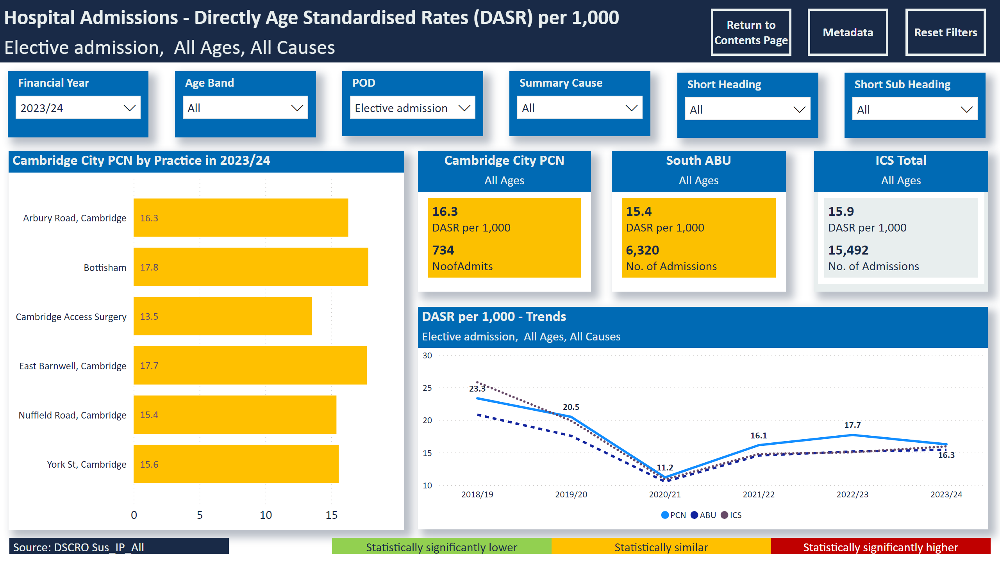 Hospital Admissions - Directly Age Standardised Rates (DASR) per 1,000
Elective admission,  All Ages, All Causes
Return to
Contents Page
Metadata
Reset Filters
Financial Year
2023/24
Age Band
All
POD
Elective admission
Summary Cause
All
Short Heading
All
Short Sub Heading
All
Cambridge City PCN by Practice in 2023/24
Arbury Road, Cambridge
16.3
Bottisham
17.8
Cambridge Access Surgery
13.5
East Barnwell, Cambridge
17.7
Nuffield Road, Cambridge
15.4
York St, Cambridge
15.6
0
5
10
15
Cambridge City PCN
All Ages
16.3
DASR per 1,000
734
NoofAdmits
South ABU
All Ages
15.4
DASR per 1,000
6,320
No. of Admissions
ICS Total
All Ages
15.9
DASR per 1,000
15,492
No. of Admissions
DASR per 1,000 - Trends
Elective admission,  All Ages, All Causes
30
25
20
15
10
23.3
20.5
11.2
16.1
17.7
16.3
2018/19
2019/20
2020/21
2021/22
2022/23
2023/24
PCN
ABU
ICS
Source: DSCRO Sus_IP_All
Statistically significantly lower
Statistically similar
Statistically significantly higher